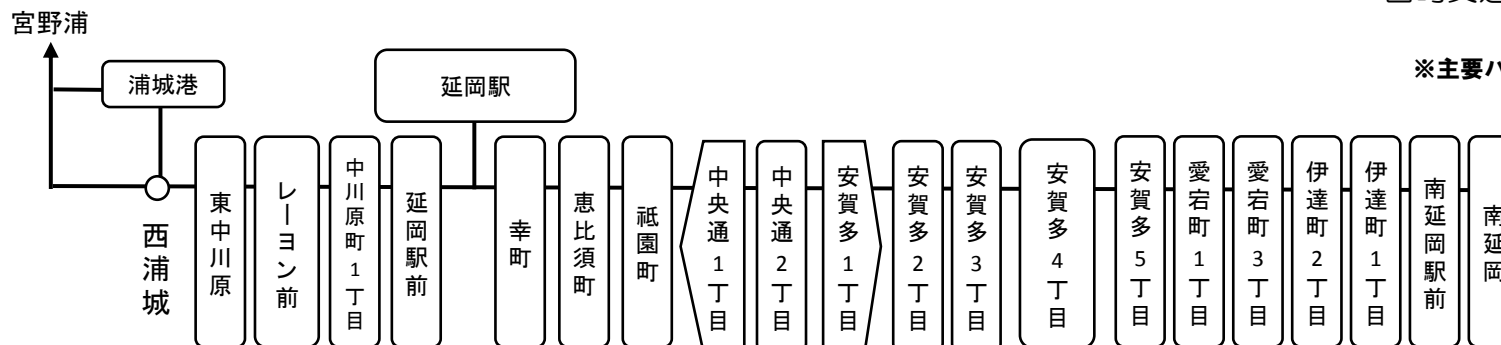 宮野浦
※主要バ
浦城港
延岡駅
西浦城
東中川原
レーヨン前
中川原町1丁目
延岡駅前
幸町
恵比須町
祗園町
中央通1丁目
中央通2丁目
安賀多1丁目
安賀多2丁目
安賀多3丁目
安賀多4丁目
安賀多5丁目
愛宕町1丁目
愛宕町3丁目
伊達町2丁目
伊達町1丁目
南延岡駅前
南延岡